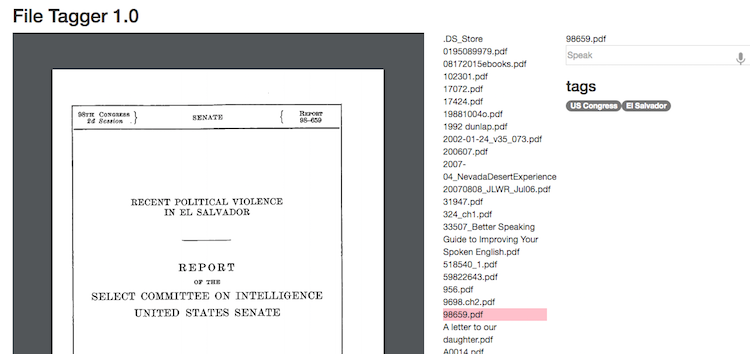 File Tagger 1.0
98TH CONGRESS
2d Session
SENATE
REPORT
98-659
RECENT POLITICAL VIOLENCE
IN EL SALVADOR
REPORT
OF THE
SELECT COMMITTEE ON INTELLIGENCE
UNITED STATES SENATE
.DS_Store
0195089979.pdf
08172015ebooks.pdf
102301.pdf
17072.pdf
17424.pdf
19881004o.pdf
1992 dunlap.pdf
2002-01-24_v35_073.pdf
200607.pdf
2007-
04_NevadaDesertExperience
20070808_JLWR_Jul06.pdf
31947.pdf
324_ch1.pdf
33507_Better Speaking
Guide to Improving Your
Spoken English.pdf
518540_1.pdf
59822643.pdf
956.pdf
9698.ch2.pdf
98659.pdf
A letter to our
daughter.pdf
A0014.pdf
98659.pdf
Speak
tags
US Congress
El Salvador